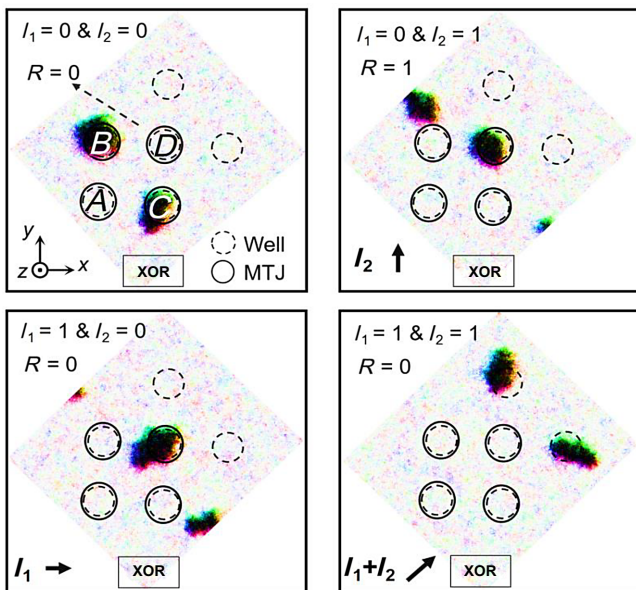 I₁ = 0 & I₂ = 0
R = 0
B
D
A
C
y
z
x
Well
MTJ
XOR
I₁ = 0 & I₂ = 1
R = 1
I₂
XOR
I₁ = 1 & I₂ = 0
R = 0
I₁
XOR
I₁ = 1 & I₂ = 1
R = 0
I₁+I₂
XOR